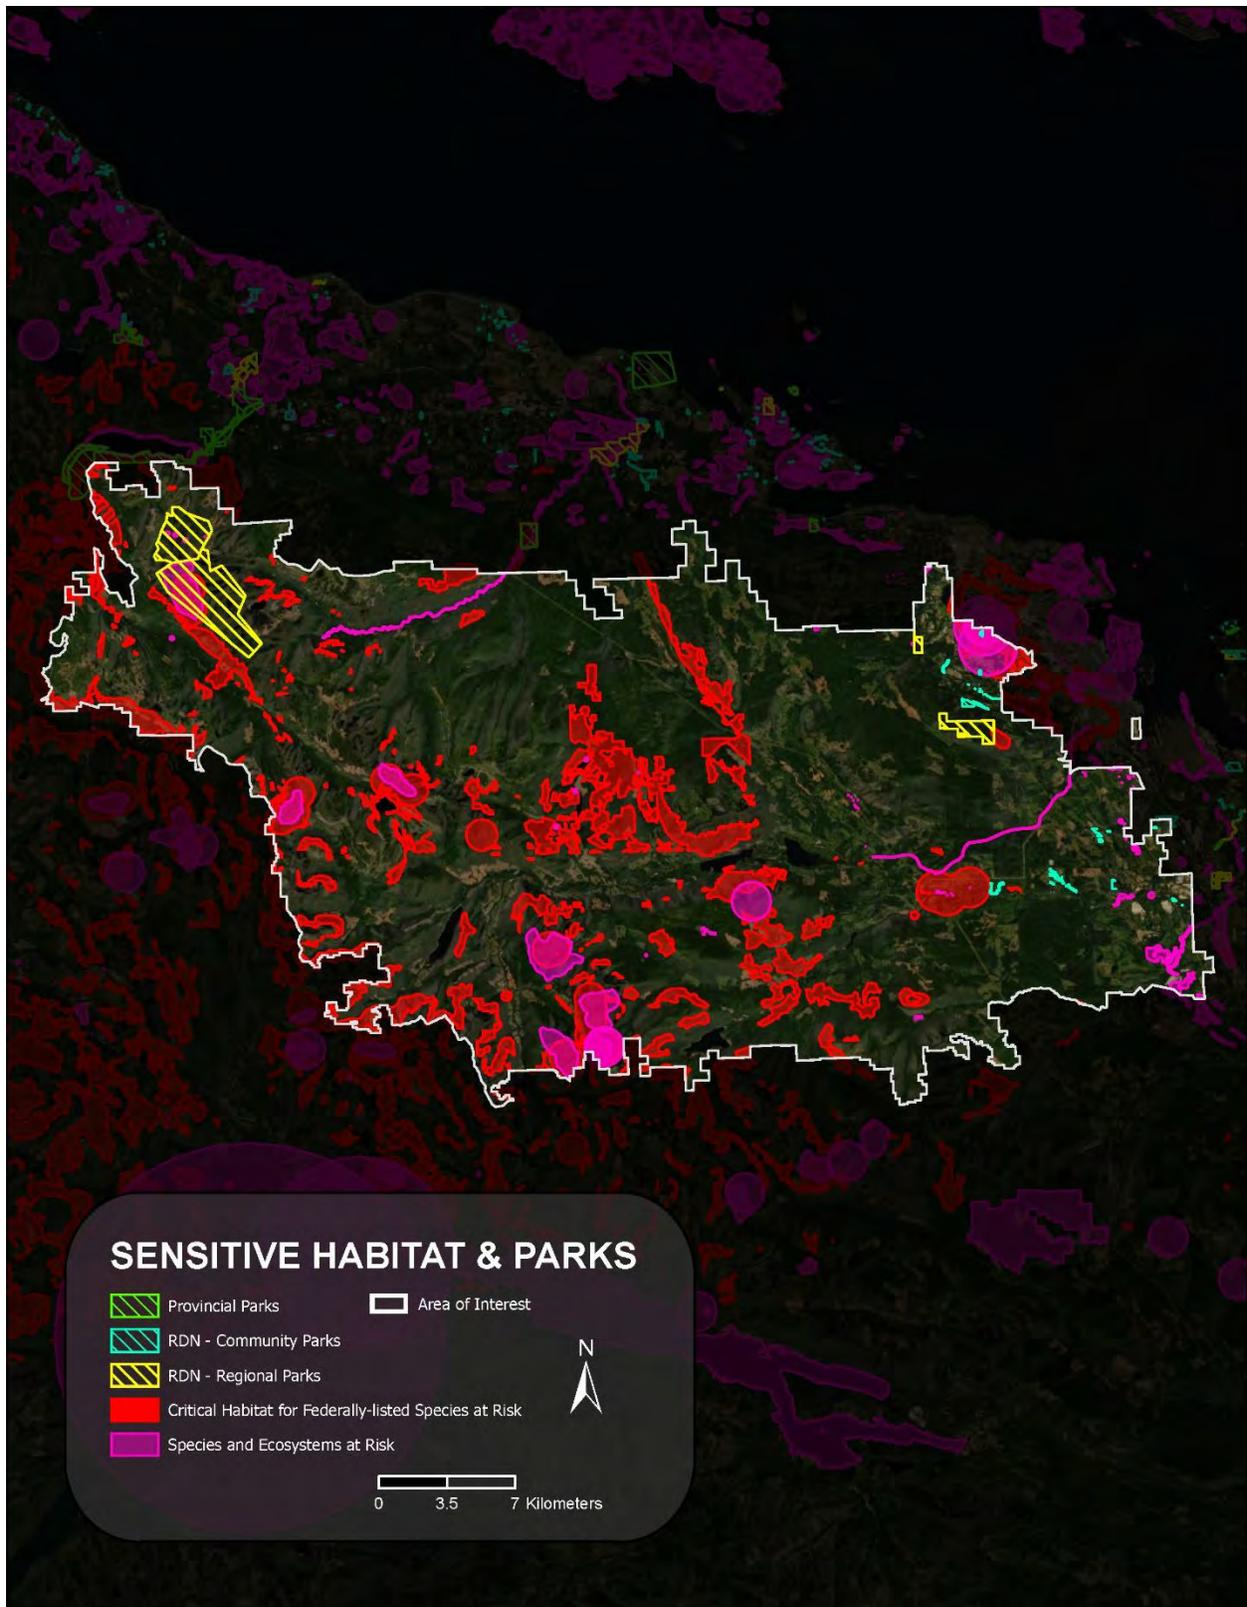 SENSITIVE HABITAT & PARKS
Provincial Parks
Area of Interest
RDN - Community Parks
RDN - Regional Parks
Critical Habitat for Federally-listed Species at Risk
Species and Ecosystems at Risk
N
0 3.5 7 Kilometers